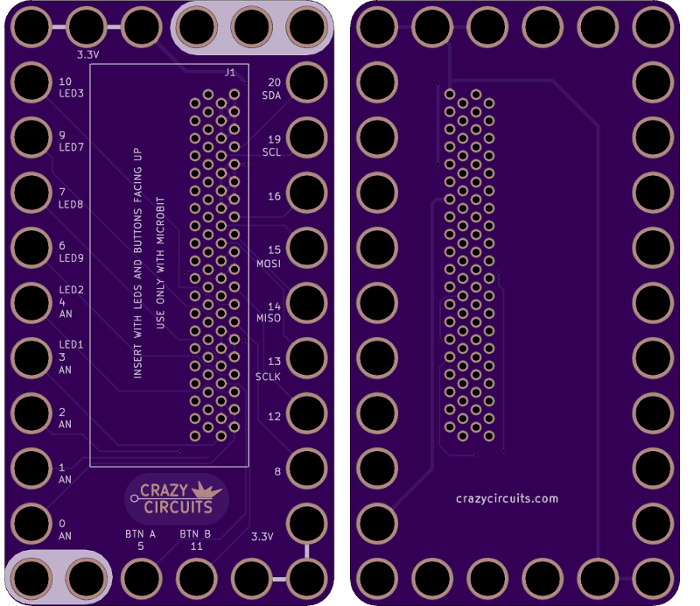 3.3V
J1
10
LED3
9
LED7
7
LED8
6
LED9
LED2
4
AN
LED1
3
AN
2
AN
1
AN
0
AN
INSERT WITH LEDS AND BUTTONS FACING UP
USE ONLY WITH MICROBIT
20
SDA
19
SCL
16
15
MOSI
14
MISO
13
SCLK
12
8
CRAZY
CIRCUITS
BTN A
5
BTN B
11
3.3V
crazycircuits.com